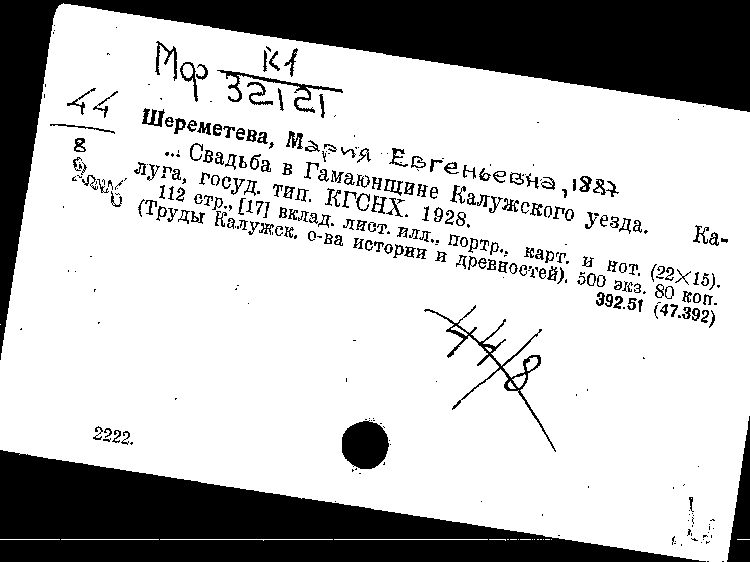 Мф К1
32121
44
8
Шереметева, Мария Евгеньевна, 1887
... Свадьба в Гамаюнщине Калужского уезда. Ка-
луга, госуд. тип. КГСНХ. 1928.
112 стр., [17] вклад. лист. илл., портр., карт. и нот. (22×15).
(Труды Калужск. о-ва истории и древностей). 500 экз. 80 коп.
392.51 (47.392)
44
8
2222.